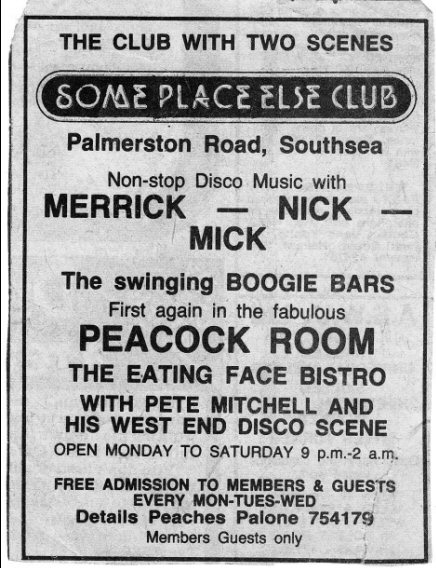 THE CLUB WITH TWO SCENES
SOME PLACE ELSE CLUB
Palmerston Road, Southsea
Non-stop Disco Music with
MERRICK — NICK —
MICK
The swinging BOOGIE BARS
First again in the fabulous
PEACOCK ROOM
THE EATING FACE BISTRO
WITH PETE MITCHELL AND
HIS WEST END DISCO SCENE
OPEN MONDAY TO SATURDAY 9 p.m.-2 a.m.
FREE ADMISSION TO MEMBERS & GUESTS
EVERY MON-TUES-WED
Details Peaches Palone 754179
Members Guests only